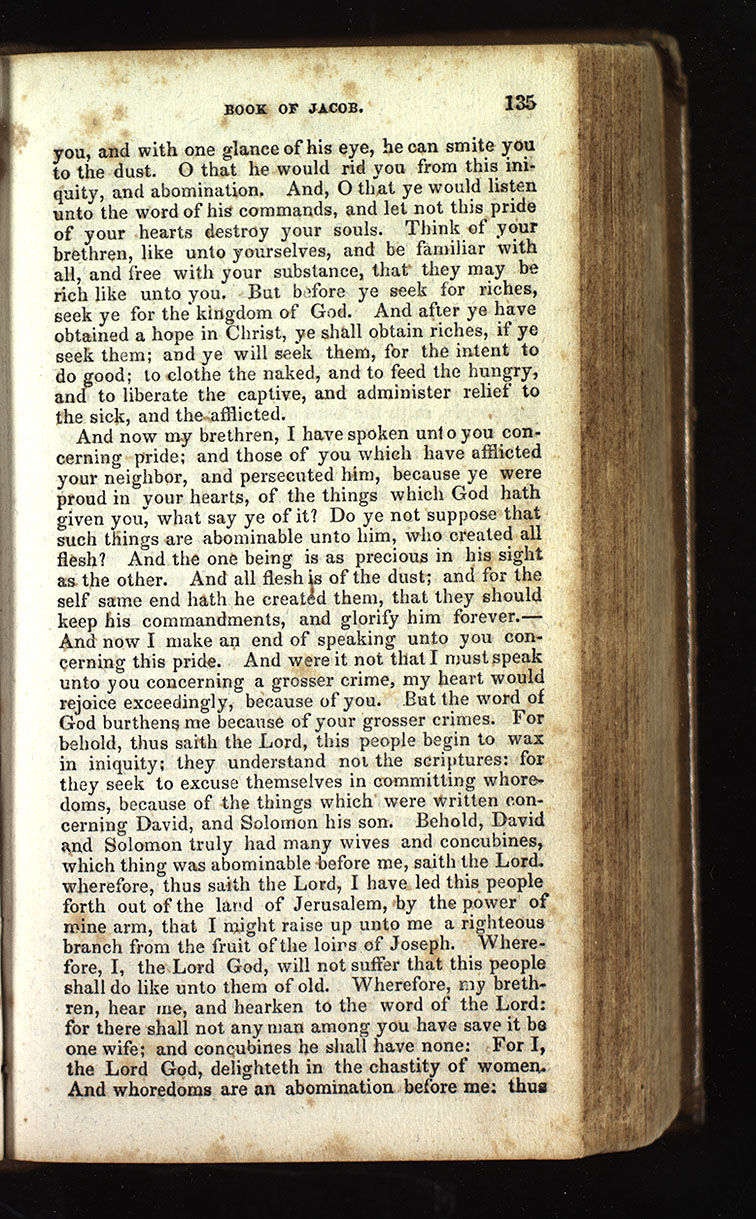 BOOK OF JACOB. 135
you, and with one glance of his eye, he can smite you
to the dust. O that he would rid you from this ini-
quity, and abomination. And, O that ye would listen
unto the word of his commands, and let not this pride
of your hearts destroy your souls. Think of your
brethren, like unto yourselves, and be familiar with
all, and free with your substance, that they may be
rich like unto you. But before ye seek for riches,
seek ye for the kingdom of God. And after ye have
obtained a hope in Christ, ye shall obtain riches, if ye
seek them; and ye will seek them, for the intent to
do good; to clothe the naked, and to feed the hungry,
and to liberate the captive, and administer relief to
the sick, and the afflicted.
And now my brethren, I have spoken unto you con-
cerning pride; and those of you which have afflicted
your neighbor, and persecuted him, because ye were
proud in your hearts, of the things which God hath
given you, what say ye of it? Do ye not suppose that
such things are abominable unto him, who created all
flesh? And the one being is as precious in his sight
as the other. And all flesh is of the dust; and for the
self same end hath he created them, that they should
keep his commandments, and glorify him forever.—
And now I make an end of speaking unto you con-
cerning this pride. And were it not that I must speak
unto you concerning a grosser crime, my heart would
rejoice exceedingly, because of you. But the word of
God burthens me because of your grosser crimes. For
behold, thus saith the Lord, this people begin to wax
in iniquity; they understand not the scriptures: for
they seek to excuse themselves in committing whore-
doms, because of the things which were written con-
cerning David, and Solomon his son. Behold, David
and Solomon truly had many wives and concubines,
which thing was abominable before me, saith the Lord.
wherefore, thus saith the Lord, I have led this people
forth out of the land of Jerusalem, by the power of
mine arm, that I might raise up unto me a righteous
branch from the fruit of the loins of Joseph. Where-
fore, I, the Lord God, will not suffer that this people
shall do like unto them of old. Wherefore, my breth-
ren, hear me, and hearken to the word of the Lord:
for there shall not any man among you have save it be
one wife; and concubines he shall have none: For I,
the Lord God, delighteth in the chastity of women.
And whoredoms are an abomination before me: thus